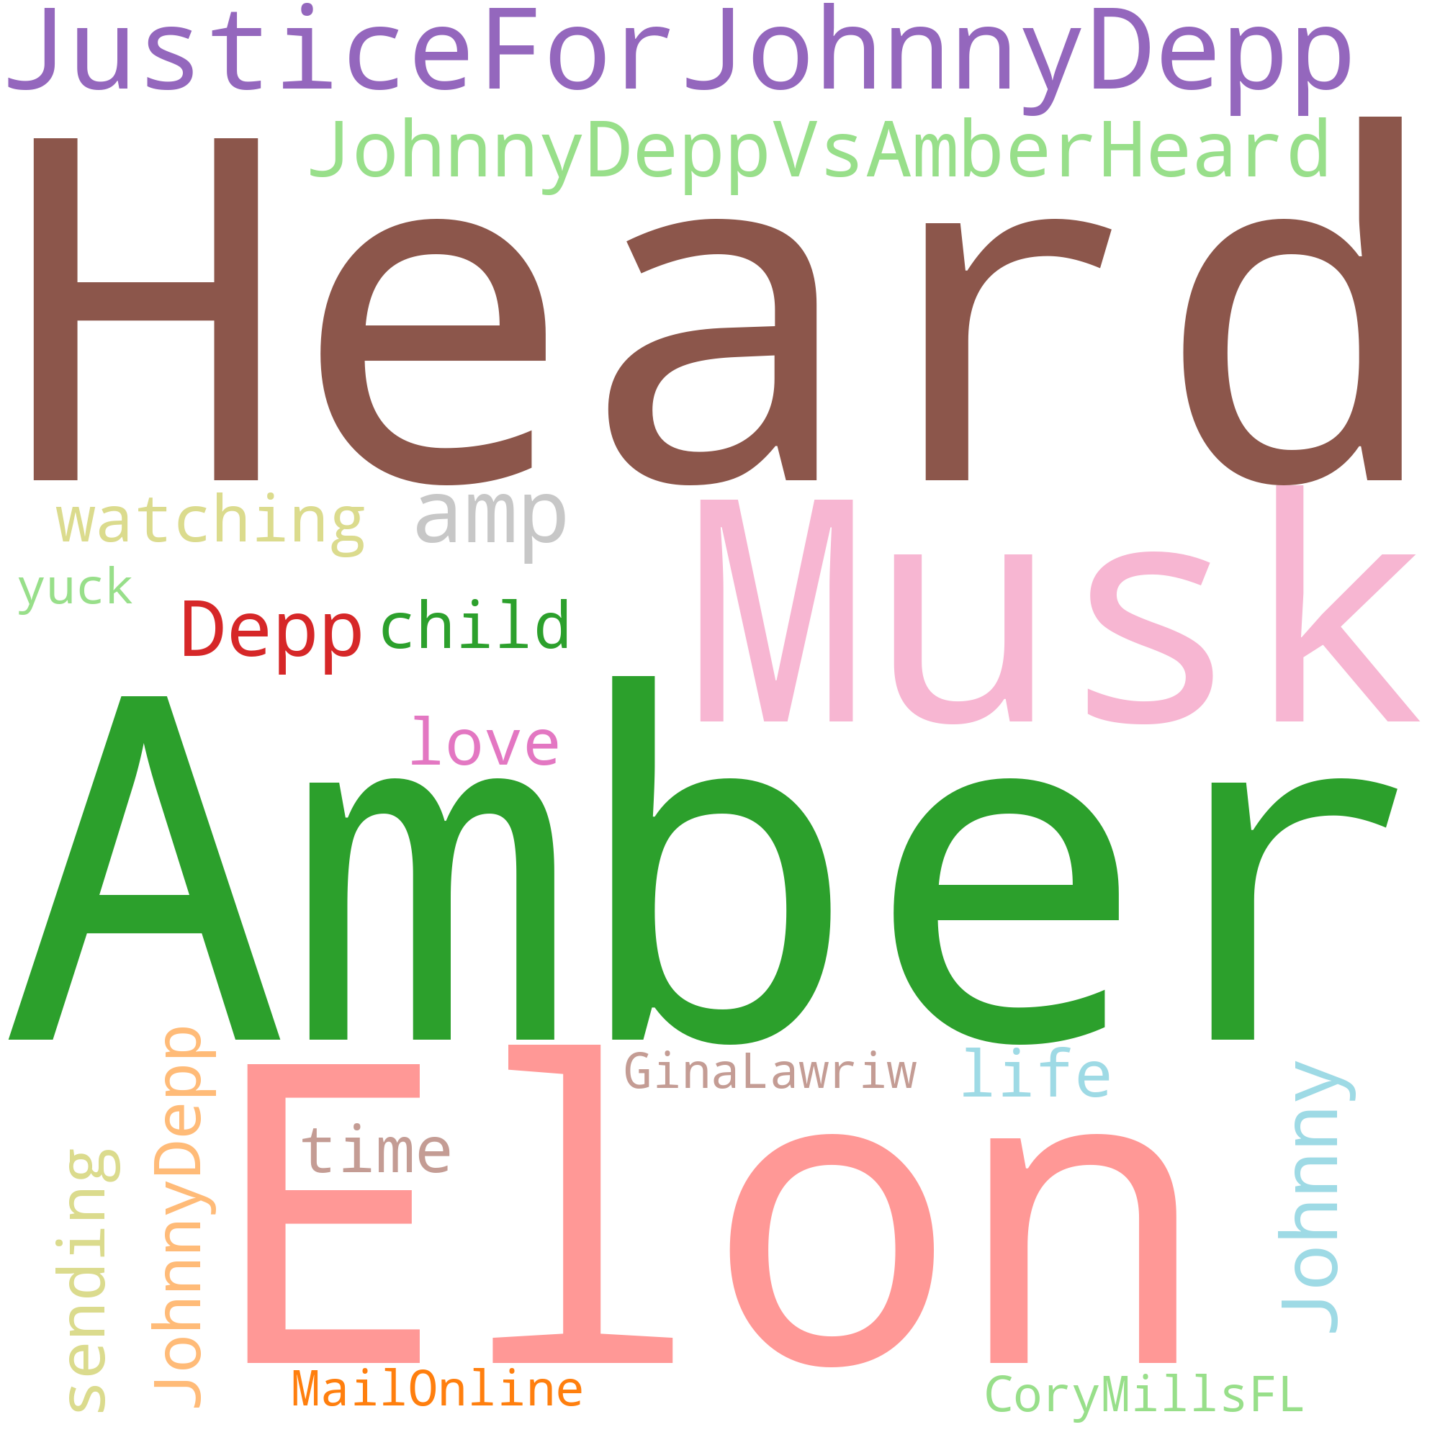 JusticeForJohnnyDepp
JohnnyDeppVsAmberHeard
Heard
watching
amp
Musk
yuck
Depp
child
love
Amber
GinaLawriw
life
time
Elon
sending
JohnnyDepp
Johnny
MailOnline
CoryMillsFL